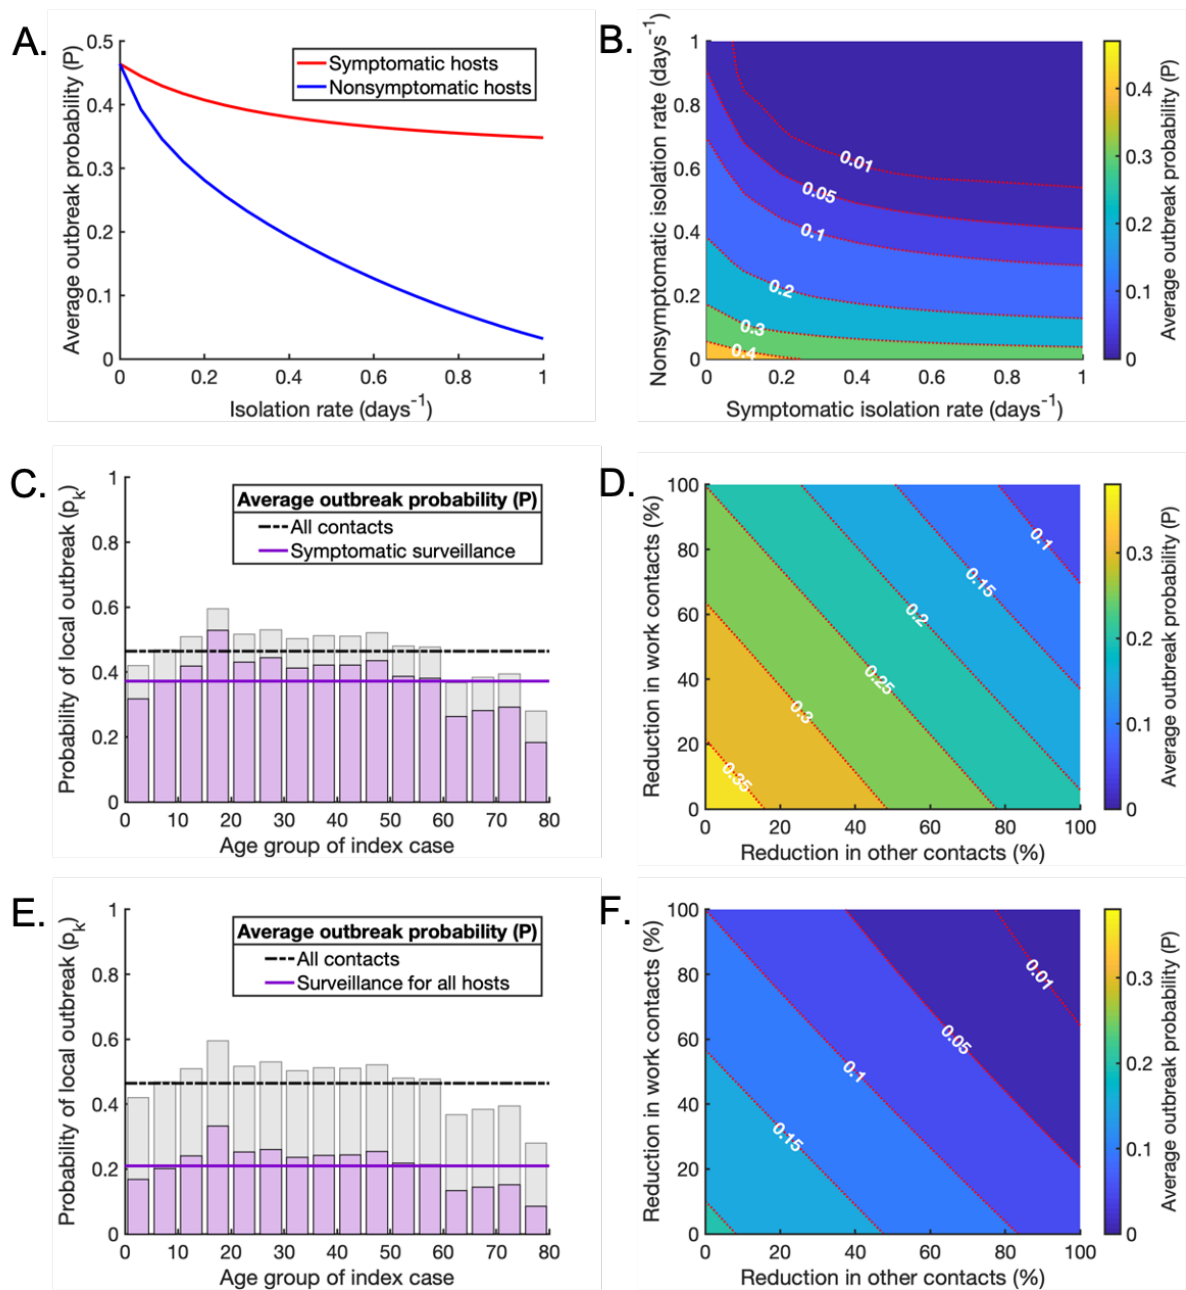 A.
Average outbreak probability (P)
0.5
0.4
0.3
0.2
0.1
0
Symptomatic hosts
Nonsymptomatic hosts
0 0.2 0.4 0.6 0.8 1
Isolation rate (days-1)
B.
Nonsymptomatic isolation rate (days-1)
1
0.8
0.6
0.4
0.2
0
0.01
0.05
0.1
0.2
0.3
0.4
0 0.2 0.4 0.6 0.8 1
Symptomatic isolation rate (days-1)
0.4
0.3
0.2
0.1
0
Average outbreak probability (P)
C.
Probability of local outbreak (pk)
1
0.8
0.6
0.4
0.2
0
Average outbreak probability (P)
All contacts
Symptomatic surveillance
0 10 20 30 40 50 60 70 80
Age group of index case
D.
Reduction in work contacts (%)
100
80
60
40
20
0
0.1
0.15
0.2
0.25
0.3
0.35
0 20 40 60 80 100
Reduction in other contacts (%)
0.3
0.2
0.1
0
Average outbreak probability (P)
E.
Probability of local outbreak (pk)
1
0.8
0.6
0.4
0.2
0
Average outbreak probability (P)
All contacts
Surveillance for all hosts
0 10 20 30 40 50 60 70 80
Age group of index case
F.
Reduction in work contacts (%)
100
80
60
40
20
0
0.01
0.05
0.1
0.15
0 20 40 60 80 100
Reduction in other contacts (%)
0.3
0.2
0.1
0
Average outbreak probability (P)